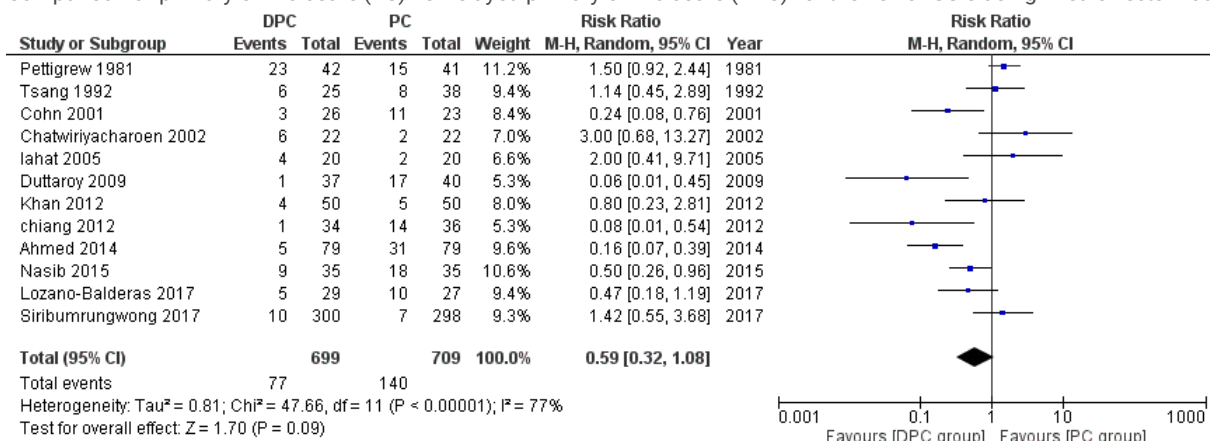 DPC PC Risk Ratio Risk Ratio
Study or Subgroup Events Total Events Total Weight M-H, Random, 95% CI Year M-H, Random, 95% CI
Pettigrew 1981 23 42 15 41 11.2% 1.50 [0.92, 2.44] 1981
Tsang 1992 6 25 8 38 9.4% 1.14 [0.45, 2.89] 1992
Cohn 2001 3 26 11 23 8.4% 0.24 [0.08, 0.76] 2001
Chatwiriyacharoen 2002 6 22 2 22 7.0% 3.00 [0.68, 13.27] 2002
lahat 2005 4 20 2 20 6.6% 2.00 [0.41, 9.71] 2005
Duttaroy 2009 1 37 17 40 5.3% 0.06 [0.01, 0.45] 2009
Khan 2012 4 50 5 50 8.0% 0.80 [0.23, 2.81] 2012
chiang 2012 1 34 14 36 5.3% 0.08 [0.01, 0.54] 2012
Ahmed 2014 5 79 31 79 9.6% 0.16 [0.07, 0.39] 2014
Nasib 2015 9 35 18 35 10.6% 0.50 [0.26, 0.96] 2015
Lozano-Balderas 2017 5 29 10 27 9.4% 0.47 [0.18, 1.19] 2017
Siribumrungwong 2017 10 300 7 298 9.3% 1.42 [0.55, 3.68] 2017
Total (95% CI) 699 709 100.0% 0.59 [0.32, 1.08]
Total events 77 140
Heterogeneity: Tau² = 0.81; Chi² = 47.66, df = 11 (P < 0.00001); I² = 77%
Test for overall effect: Z = 1.70 (P = 0.09)
0.001 0.1 1 10 1000
Favours [DPC group] Favours [PC group]